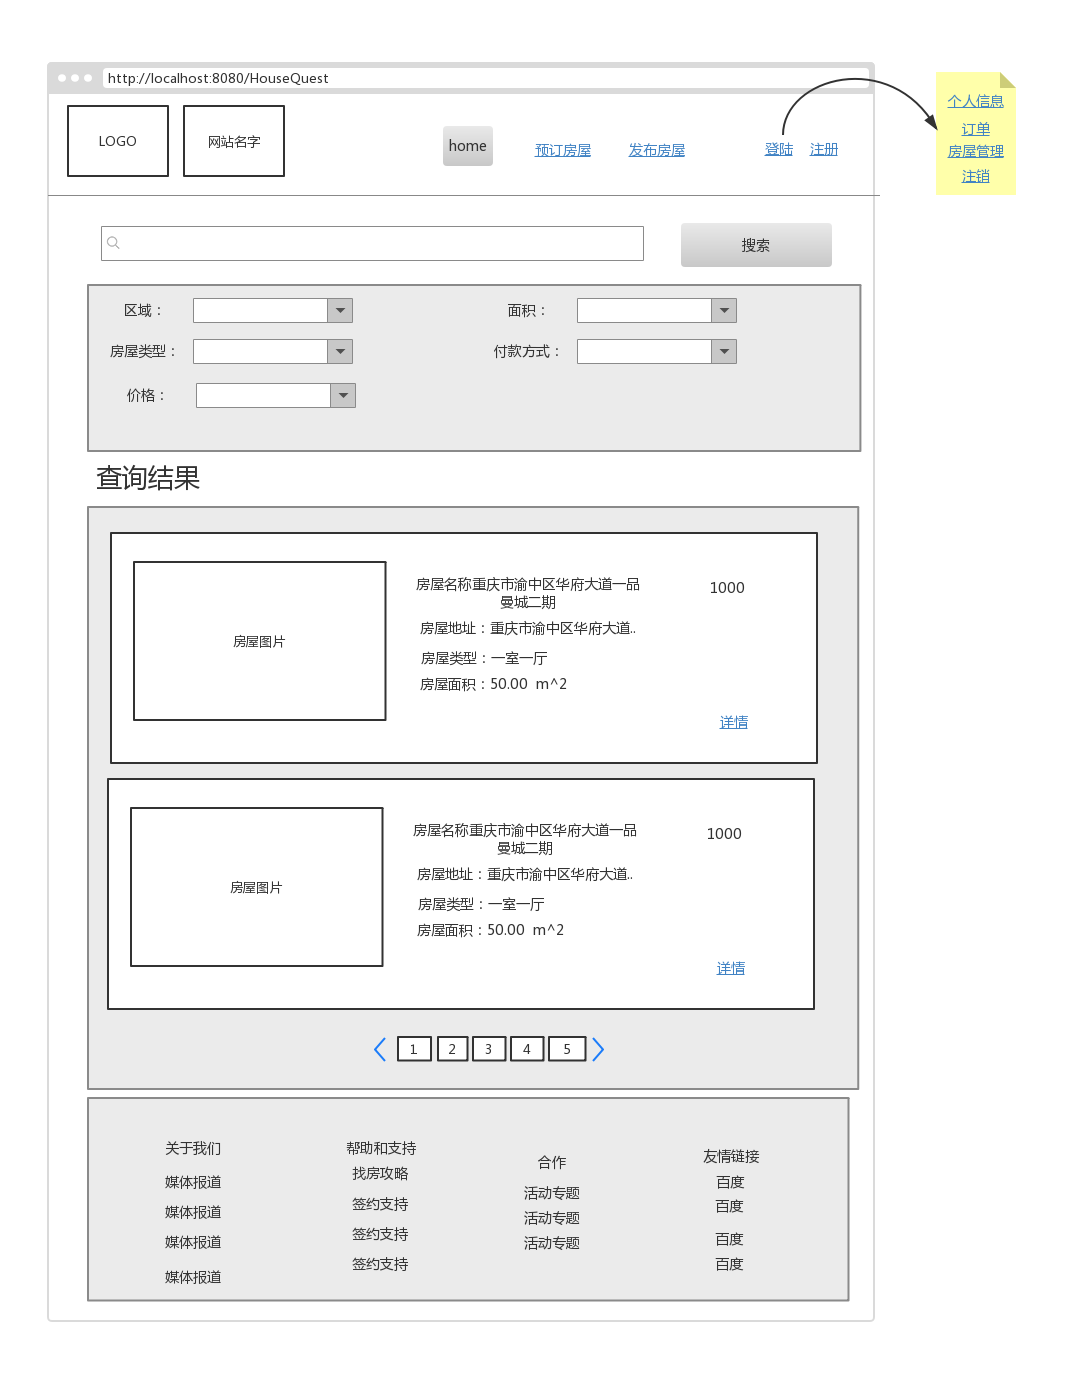 http://localhost:8080/HouseQuest
LOGO
网站名字
home
预订房屋
发布房屋
登陆
注册
个人信息
订单
房屋管理
注销
搜索
区域：
面积：
房屋类型：
付款方式：
价格：
查询结果
房屋图片
房屋名称重庆市渝中区华府大道一品
曼城二期
1000
房屋地址：重庆市渝中区华府大道..
房屋类型：一室一厅
房屋面积：50.00 m^2
详情
房屋图片
房屋名称重庆市渝中区华府大道一品
曼城二期
1000
房屋地址：重庆市渝中区华府大道..
房屋类型：一室一厅
房屋面积：50.00 m^2
详情
1
2
3
4
5
关于我们
媒体报道
媒体报道
媒体报道
媒体报道
帮助和支持
找房攻略
签约支持
签约支持
签约支持
合作
活动专题
活动专题
活动专题
友情链接
百度
百度
百度
百度